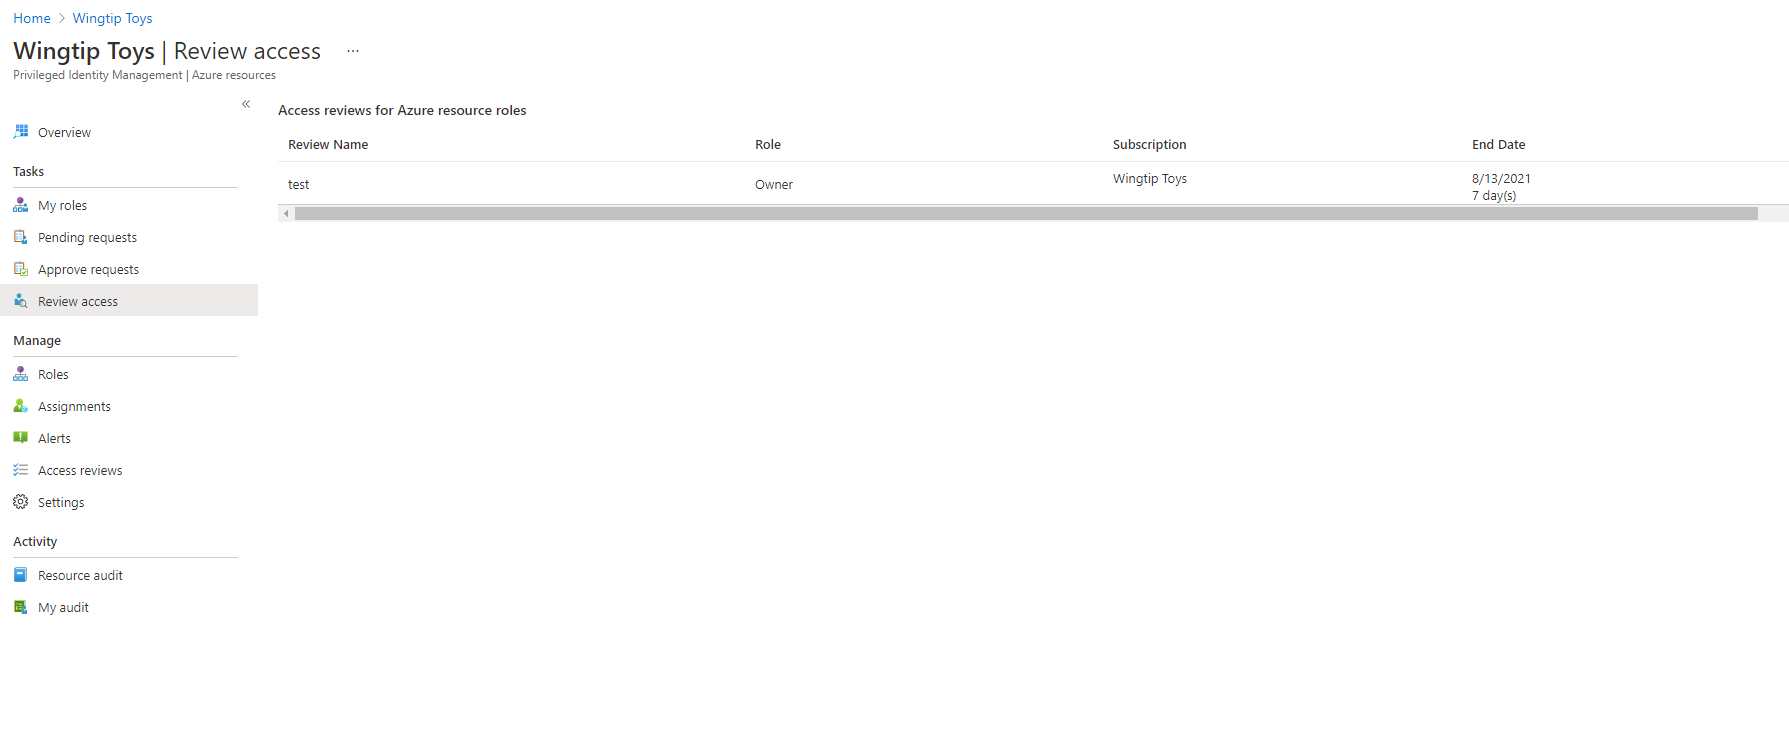 Home > Wingtip Toys
Wingtip Toys | Review access ...
Privileged Identity Management | Azure resources
«
Overview
Tasks
My roles
Pending requests
Approve requests
Review access
Manage
Roles
Assignments
Alerts
Access reviews
Settings
Activity
Resource audit
My audit
Access reviews for Azure resource roles
Review Name Role Subscription End Date
test Owner Wingtip Toys 8/13/2021
7 day(s)